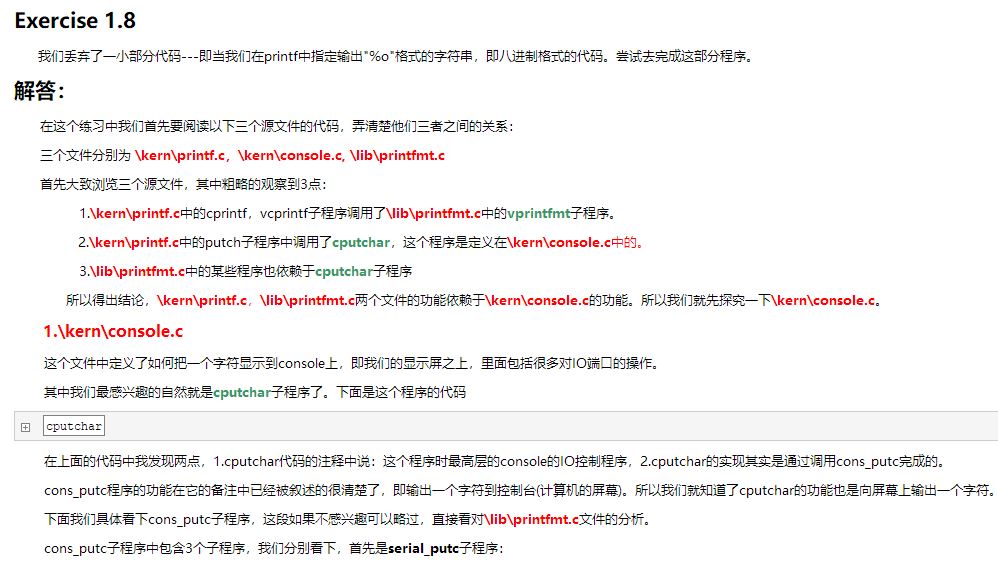 Exercise 1.8
我们丢弃了一小部分代码---即当我们在printf中指定输出"%o"格式的字符串，即八进制格式的代码。尝试去完成这部分程序。
解答：
在这个练习中我们首先要阅读以下三个源文件的代码，弄清楚他们三者之间的关系：
三个文件分别为 \kern\printf.c，\kern\console.c, \lib\printfmt.c
首先大致浏览三个源文件，其中粗略的观察到3点：
1.\kern\printf.c中的cprintf，vcprintf子程序调用了\lib\printfmt.c中的vprintfmt子程序。
2.\kern\printf.c中的putch子程序中调用了cputchar，这个程序是定义在\kern\console.c中的。
3.\lib\printfmt.c中的某些程序也依赖于cputchar子程序
所以得出结论，\kern\printf.c，\lib\printfmt.c两个文件的功能依赖于\kern\console.c的功能。所以我们就先探究一下\kern\console.c。
1.\kern\console.c
这个文件中定义了如何把一个字符显示到console上，即我们的显示屏之上，里面包括很多对IO端口的操作。
其中我们最感兴趣的自然就是cputchar子程序了。下面是这个程序的代码
cputchar
在上面的代码中我发现两点，1.cputchar代码的注释中说：这个程序时最高层的console的IO控制程序，2.cputchar的实现其实是通过调用cons_putc完成的。
cons_putc程序的功能在它的备注中已经被叙述的很清楚了，即输出一个字符到控制台(计算机的屏幕)。所以我们就知道了cputchar的功能也是向屏幕上输出一个字符。
下面我们具体看下cons_putc子程序，这段如果不感兴趣可以略过，直接看对\lib\printfmt.c文件的分析。
cons_putc子程序中包含3个子程序，我们分别看下，首先是serial_putc子程序：